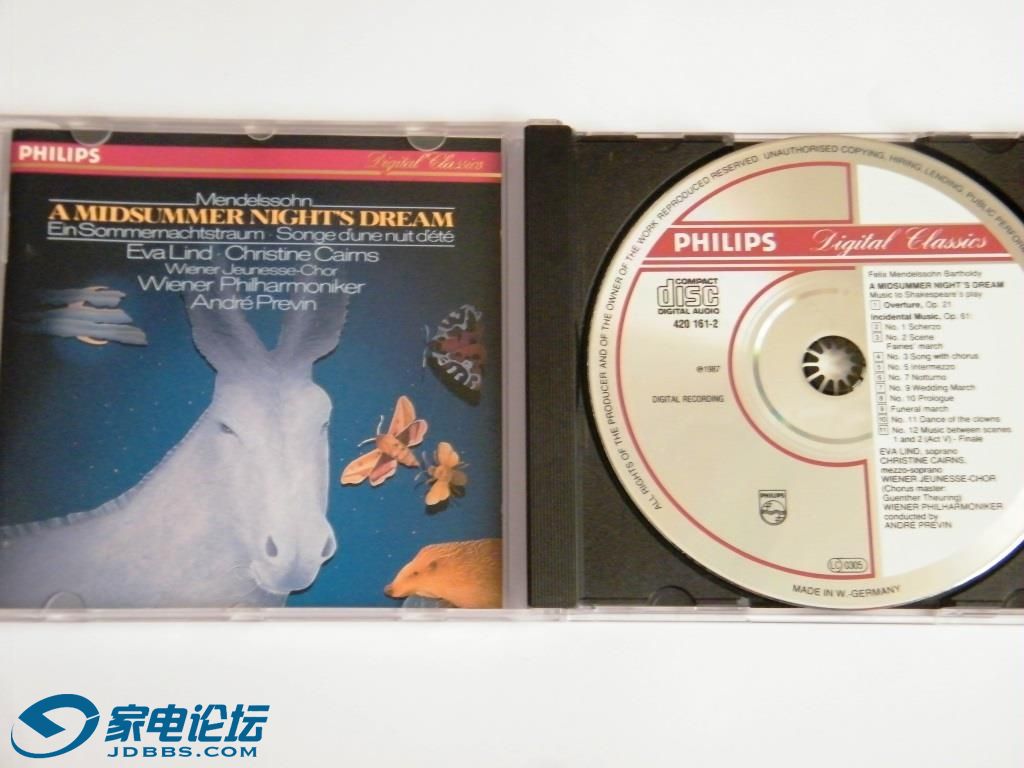 PHILIPS
Digital Classics
Mendelssohn
A MIDSUMMER NIGHT'S DREAM
Ein Sommernachtstraum · Songe d'une nuit d'été
Eva Lind · Christine Cairns
Wiener Jeunesse-Chor
Wiener Philharmoniker
André Previn
ALL RIGHTS OF THE PRODUCER AND OF THE OWNER OF THE WORK REPRODUCED RESERVED. UNAUTHORISED COPYING, HIRING, LENDING, PUBLIC
PHILIPS Digital Classics
COMPACT
disc
DIGITAL AUDIO
420 161-2
℗1987
DIGITAL RECORDING
Felix Mendelssohn Bartholdy
A MIDSUMMER NIGHT'S DREAM
Music to Shakespeare's play
1 Overture, Op. 21
Incidental Music, Op. 61:
2 No. 1 Scherzo
3 No. 2 Scene
Fairies' march
4 No. 3 Song with chorus
5 No. 5 Intermezzo
6 No. 7 Notturno
7 No. 9 Wedding March
8 No. 10 Prologue
9 Funeral march
10 No. 11 Dance of the clowns
11 No. 12 Music between scenes
1 and 2 (Act V) - Finale
EVA LIND, soprano
CHRISTINE CAIRNS,
mezzo-soprano
WIENER JEUNESSE-CHOR
(Chorus master:
Guenther Theuring)
WIENER PHILHARMONIKER
conducted by
ANDRÉ PREVIN
PHILIPS
LC 0305
MADE IN W.-GERMANY
家电论坛
JDBBS.COM